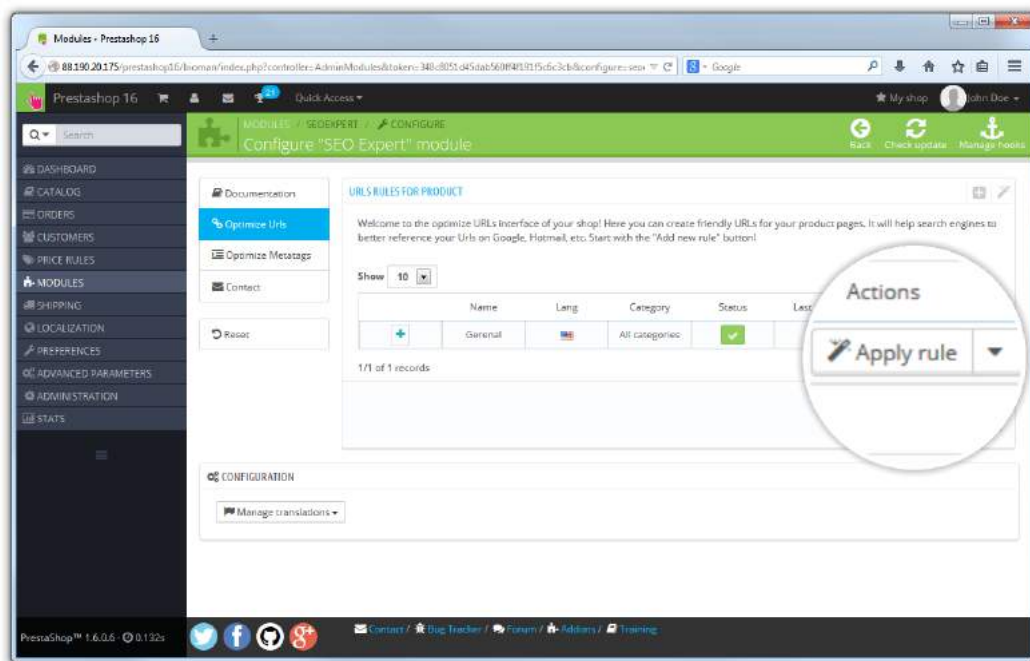 Modules - Prestashop 16
Google
Prestashop 16
21
Quick Access
My shop
John Doe
Search
MODULES / SEOEXPERT / CONFIGURE
Configure "SEO Expert" module
Back
Check update
Manage hooks
DASHBOARD
CATALOG
ORDERS
CUSTOMERS
PRICE RULES
MODULES
SHIPPING
LOCALIZATION
PREFERENCES
ADVANCED PARAMETERS
ADMINISTRATION
STATS
Documentation
Optimize Urls
Optimize Metatags
Contact
Reset
URLS RULES FOR PRODUCT
Welcome to the optimize URLs interface of your shop! Here you can create friendly URLs for your product pages. It will help search engines to
better reference your Urls on Google, Hotmail, etc. Start with the "Add new rule" button!
Show 10
Name Lang Category Status Last
General All categories
1/1 of 1 records
Actions
Apply rule
CONFIGURATION
Manage translations
PrestaShop™ 1.6.0.6 - 0.132s
Contact / Bug Tracker / Forum / Addons / Training